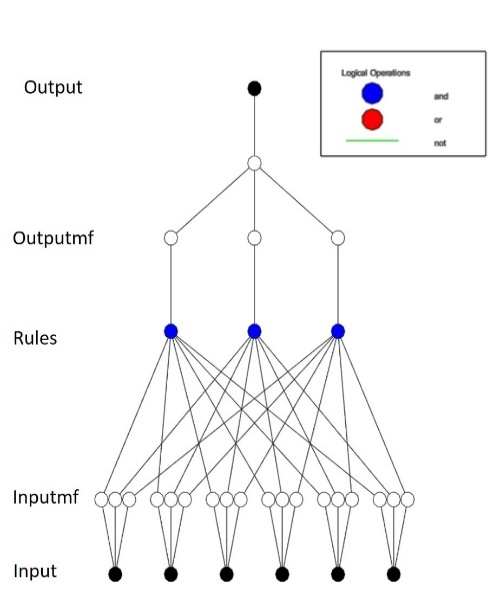 Output
Logical Operations
and
or
not
Outputmf
Rules
Inputmf
Input